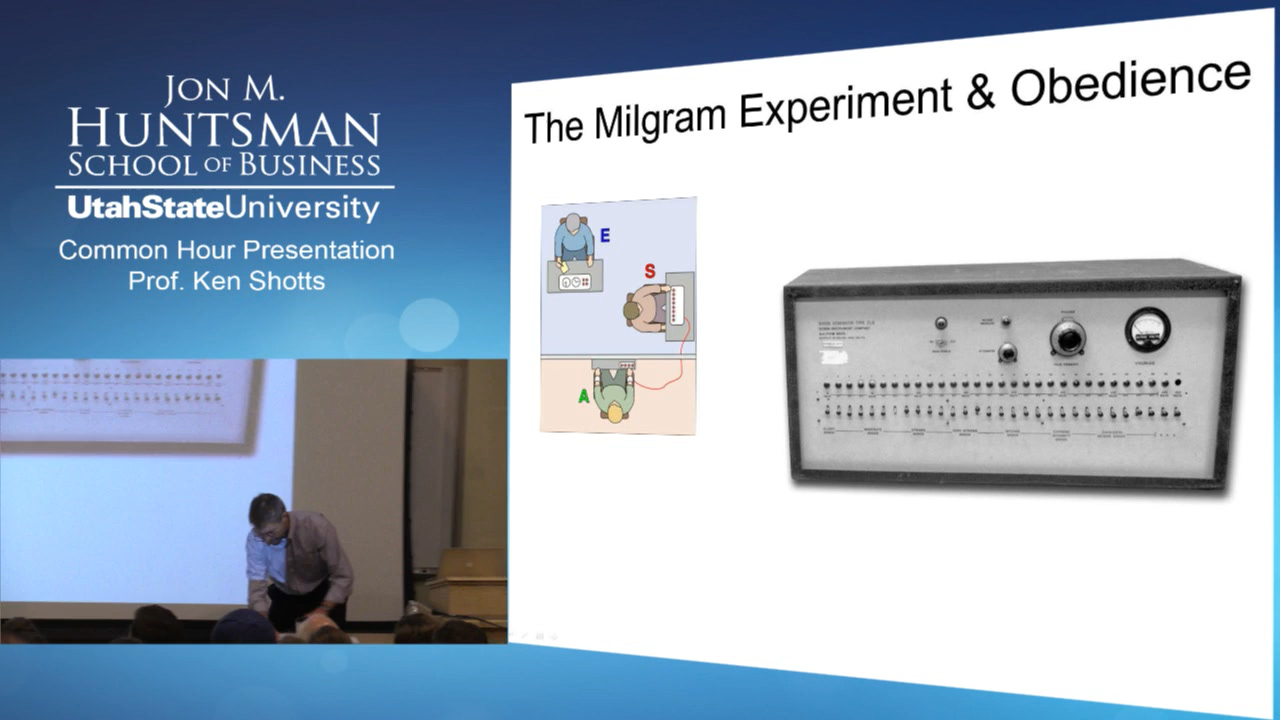 JON M.
HUNTSMAN
SCHOOL OF BUSINESS
UtahStateUniversity
Common Hour Presentation
Prof. Ken Shotts
The Milgram Experiment & Obedience
E
S
A